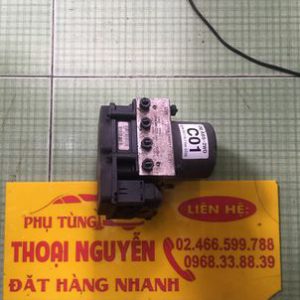 C01
PHỤ TÙNG
LIÊN HỆ:
THOẠI NGUYỄN
02.466.599.788
0968.33.88.39
ĐẶT HÀNG NHANH